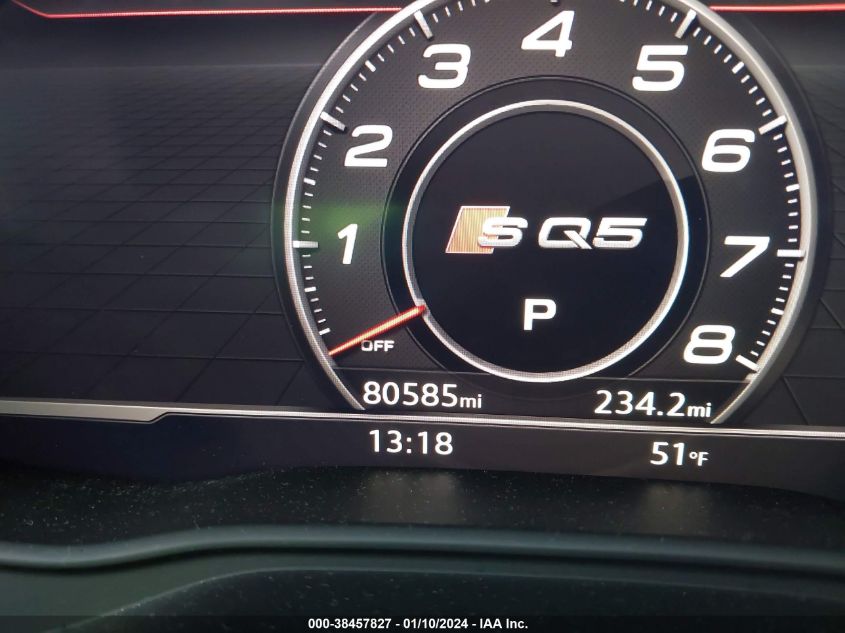 4
3 5
2 6
1 SQ5 7
P
OFF 8
80585mi 234.2mi
13:18 51°F
000-38457827 - 01/10/2024 - IAA Inc.